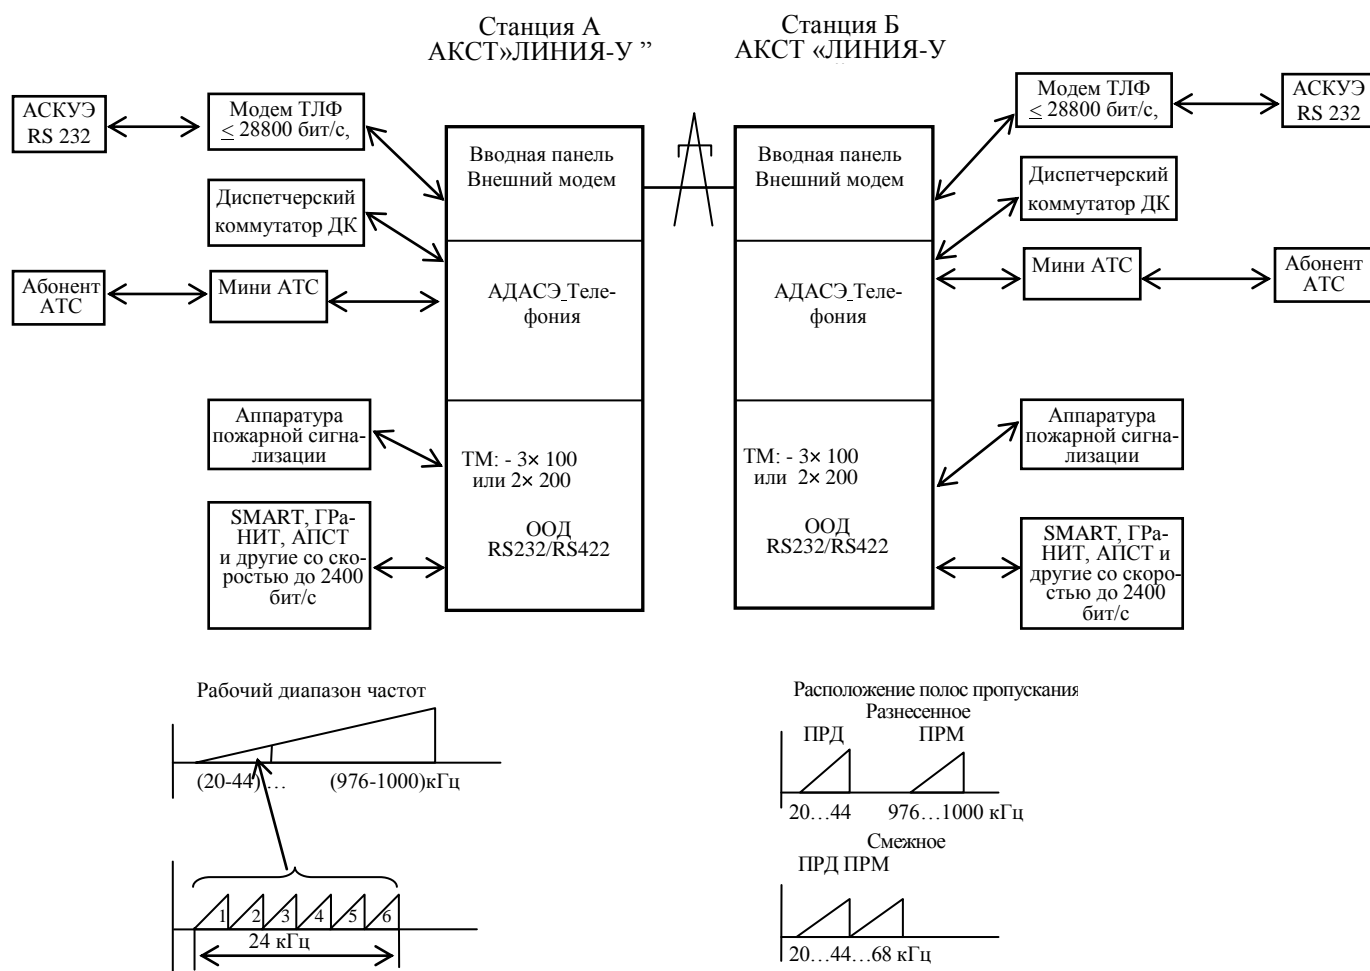 Станция А
АКСТ»ЛИНИЯ-У ”
Станция Б
АКСТ «ЛИНИЯ-У
АСКУЭ
RS 232
Модем ТЛФ
≤ 28800 бит/с,
Диспетчерский
коммутатор ДК
Абонент
АТС
Мини АТС
Аппаратура
пожарной сигна-
лизации
SMART, ГРа-
НИТ, АПСТ
и другие со ско-
ростью до 2400
бит/с
Вводная панель
Внешний модем
АДАСЭ_Теле-
фония
ТМ: - 3× 100
или 2× 200
ООД
RS232/RS422
Вводная панель
Внешний модем
АДАСЭ_Теле-
фония
ТМ: - 3× 100
или 2× 200
ООД
RS232/RS422
Модем ТЛФ
≤ 28800 бит/с,
АСКУЭ
RS 232
Диспетчерский
коммутатор ДК
Мини АТС
Абонент
АТС
Аппаратура
пожарной сигна-
лизации
SMART, ГРа-
НИТ, АПСТ и
другие со скоро-
стью до 2400
бит/с
Рабочий диапазон частот
(20-44) … (976-1000)кГц
1 2 3 4 5 6
24 кГц
Расположение полос пропускания
Разнесенное
ПРД ПРМ
20…44 976…1000 кГц
Смежное
ПРД ПРМ
20…44…68 кГц